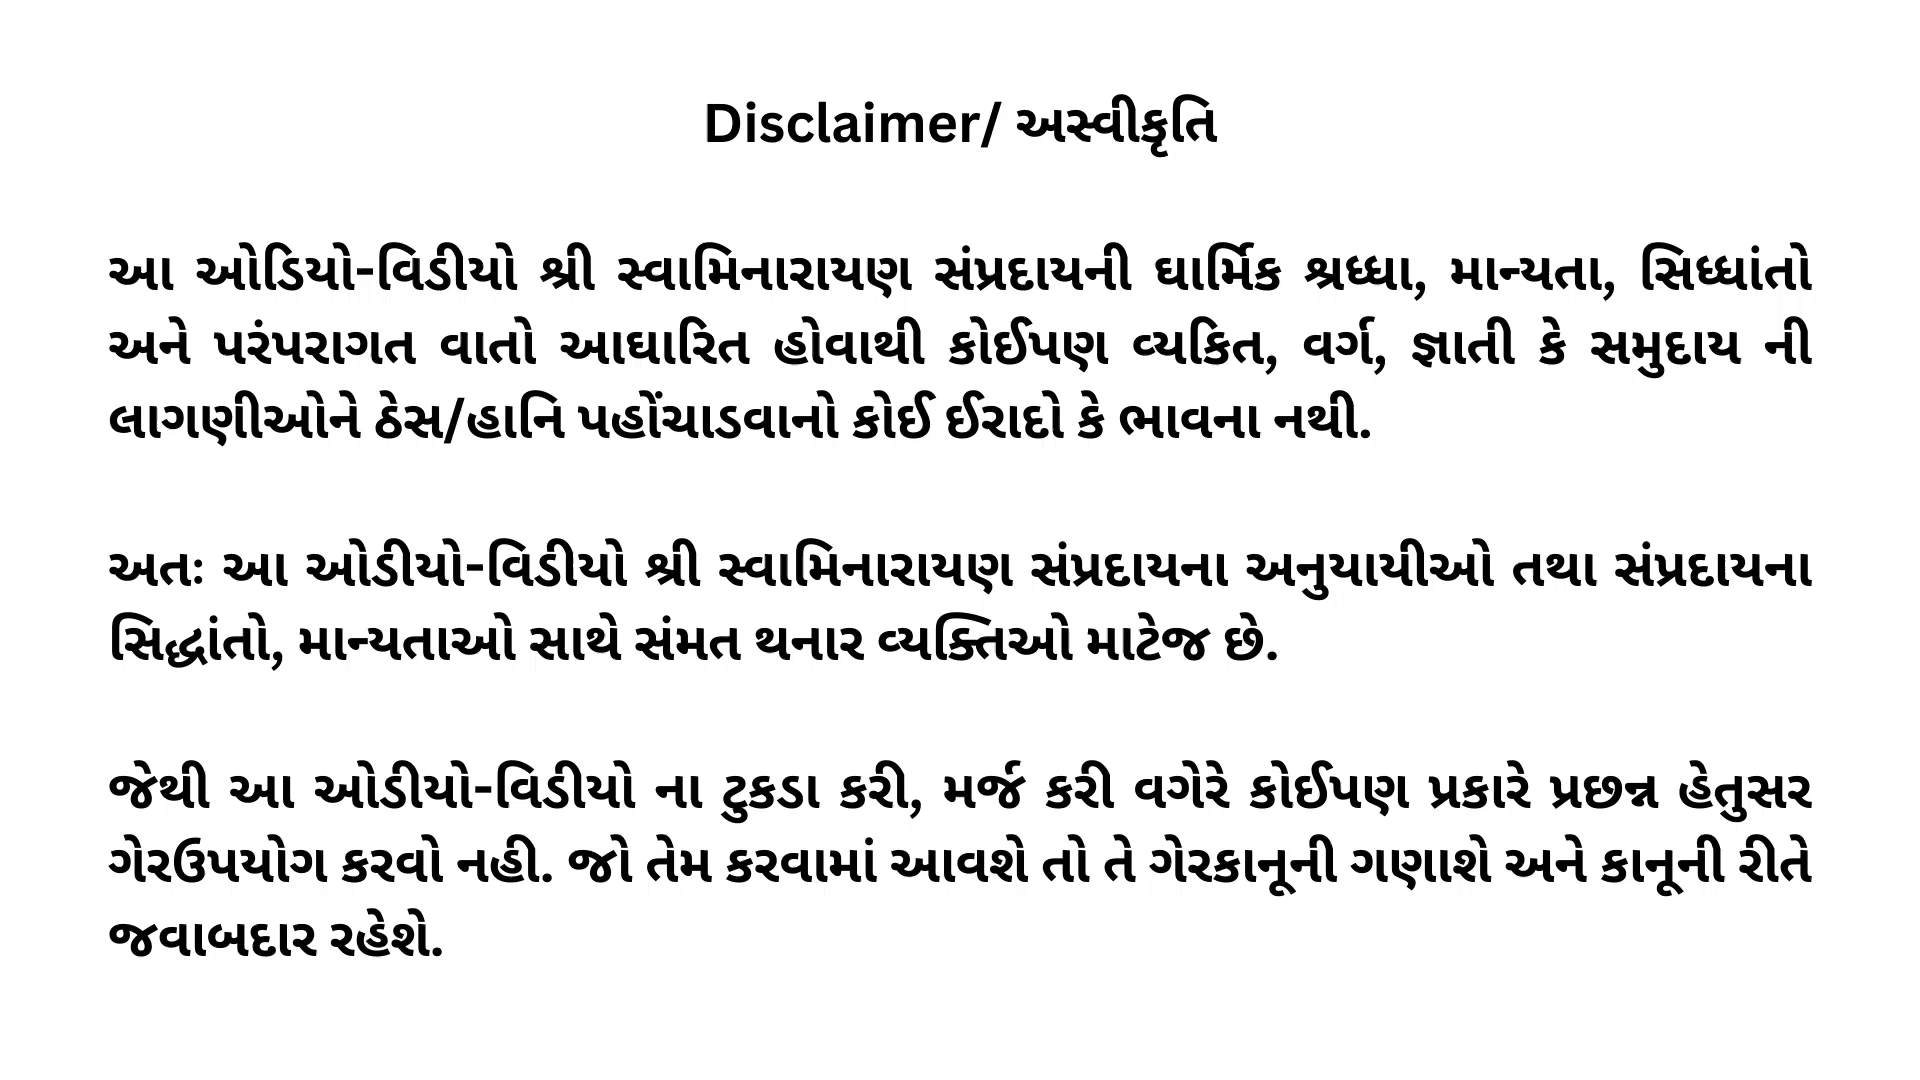 Disclaimer/ અસ્વીકૃતિ
આ ઓડિયો-વિડીયો શ્રી સ્વામિનારાયણ સંપ્રદાયની ઘાર્મિક શ્રધ્ધા, માન્યતા, સિધ્ધાંતો
અને પરંપરાગત વાતો આઘારિત હોવાથી કોઈપણ વ્યકિત, વર્ગ, જ્ઞાતી કે સમુદાય ની
લાગણીઓને ઠેસ/હાનિ પહોંચાડવાનો કોઈ ઈરાદો કે ભાવના નથી.
અતઃ આ ઓડીયો-વિડીયો શ્રી સ્વામિનારાયણ સંપ્રદાયના અનુયાયીઓ તથા સંપ્રદાયના
સિદ્ધાંતો, માન્યતાઓ સાથે સંમત થનાર વ્યક્તિઓ માટેજ છે.
જેથી આ ઓડીયો-વિડીયો ના ટુકડા કરી, મર્જ કરી વગેરે કોઈપણ પ્રકારે પ્રછન્ન હેતુસર
ગેરઉપયોગ કરવો નહી. જો તેમ કરવામાં આવશે તો તે ગેરકાનૂની ગણાશે અને કાનૂની રીતે
જવાબદાર રહેશે.